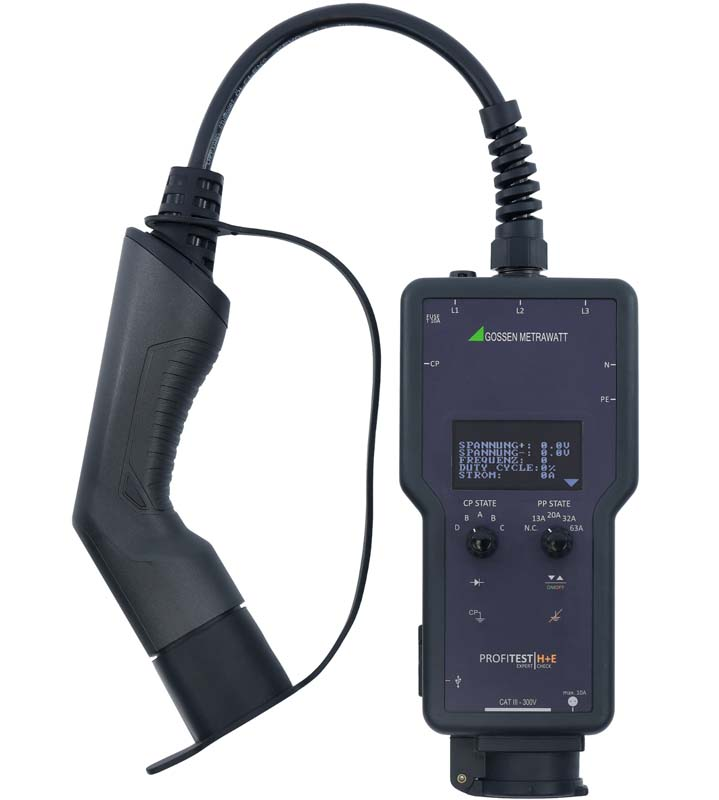 L1 L2 L3
FUSE
T 10A
GOSSEN METRAWATT
CP N
PE
SPANNUNG+: 0.0V
SPANNUNG-: 0.0V
FREQUENZ: 0
DUTY CYCLE:0%
STROM: 0A
CP STATE PP STATE
D B A B C
N.C. 13A 20A 32A 63A
ON/OFF
CP
PROFITEST H+E
EXPERT CHECK
max. 10A
CAT III - 300V